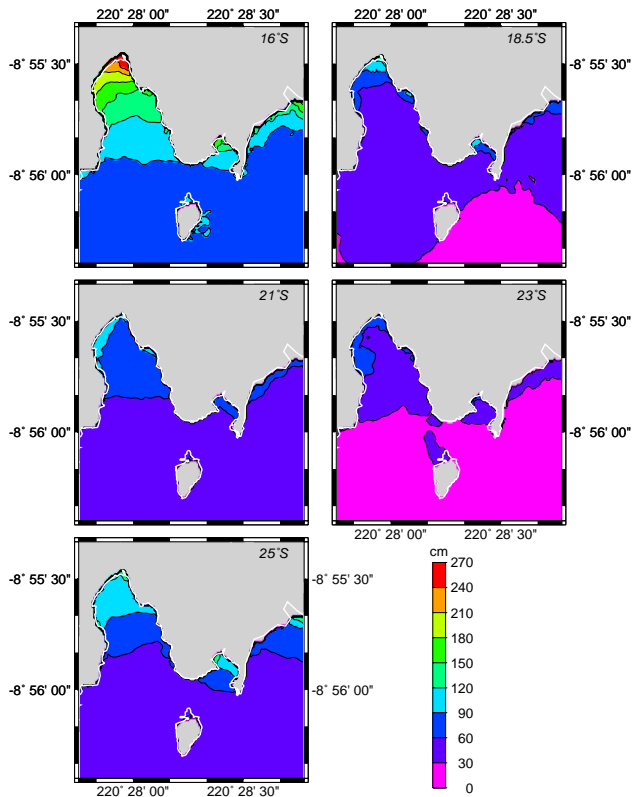 220˚ 28' 00" 220˚ 28' 30"
220˚ 28' 00" 220˚ 28' 30"
-8˚ 55' 30"
-8˚ 56' 00"
16˚S
18.5˚S
-8˚ 55' 30"
-8˚ 56' 00"
-8˚ 55' 30"
-8˚ 56' 00"
21˚S
23˚S
-8˚ 55' 30"
-8˚ 56' 00"
220˚ 28' 00" 220˚ 28' 30"
-8˚ 55' 30"
-8˚ 56' 00"
25˚S
-8˚ 55' 30"
-8˚ 56' 00"
220˚ 28' 00" 220˚ 28' 30"
cm
270
240
210
180
150
120
90
60
30
0